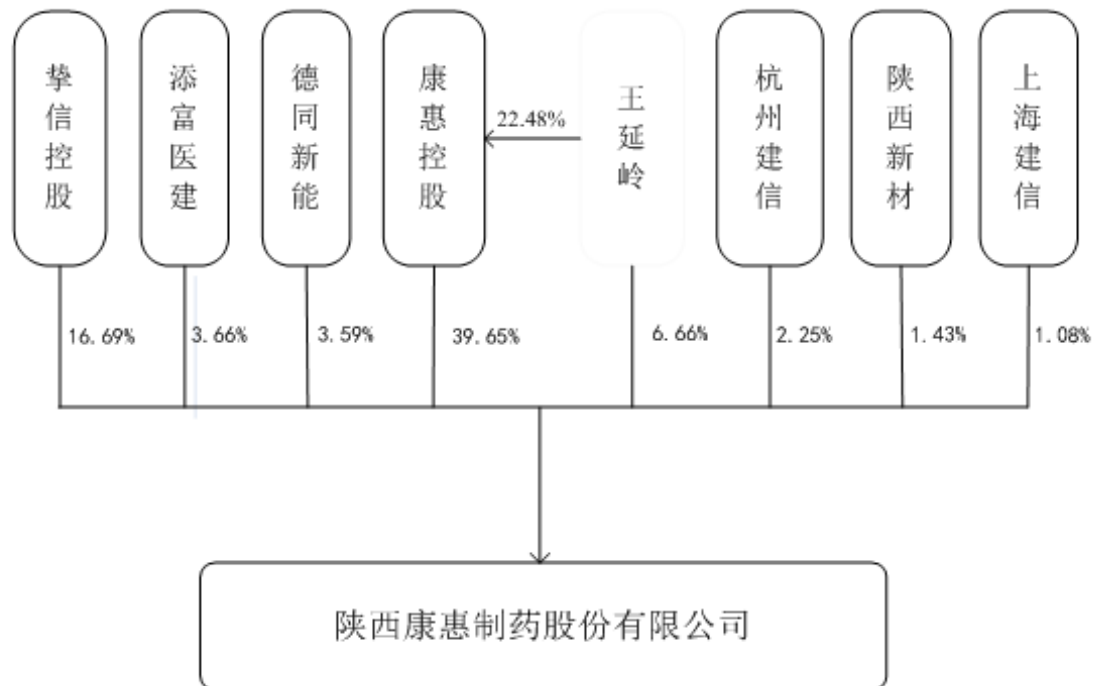 挚信控股
添富医建
德同新能
康惠控股
22.48%
王延岭
杭州建信
陕西新材
上海建信
16.69%
3.66%
3.59%
39.65%
6.66%
2.25%
1.43%
1.08%
陕西康惠制药股份有限公司